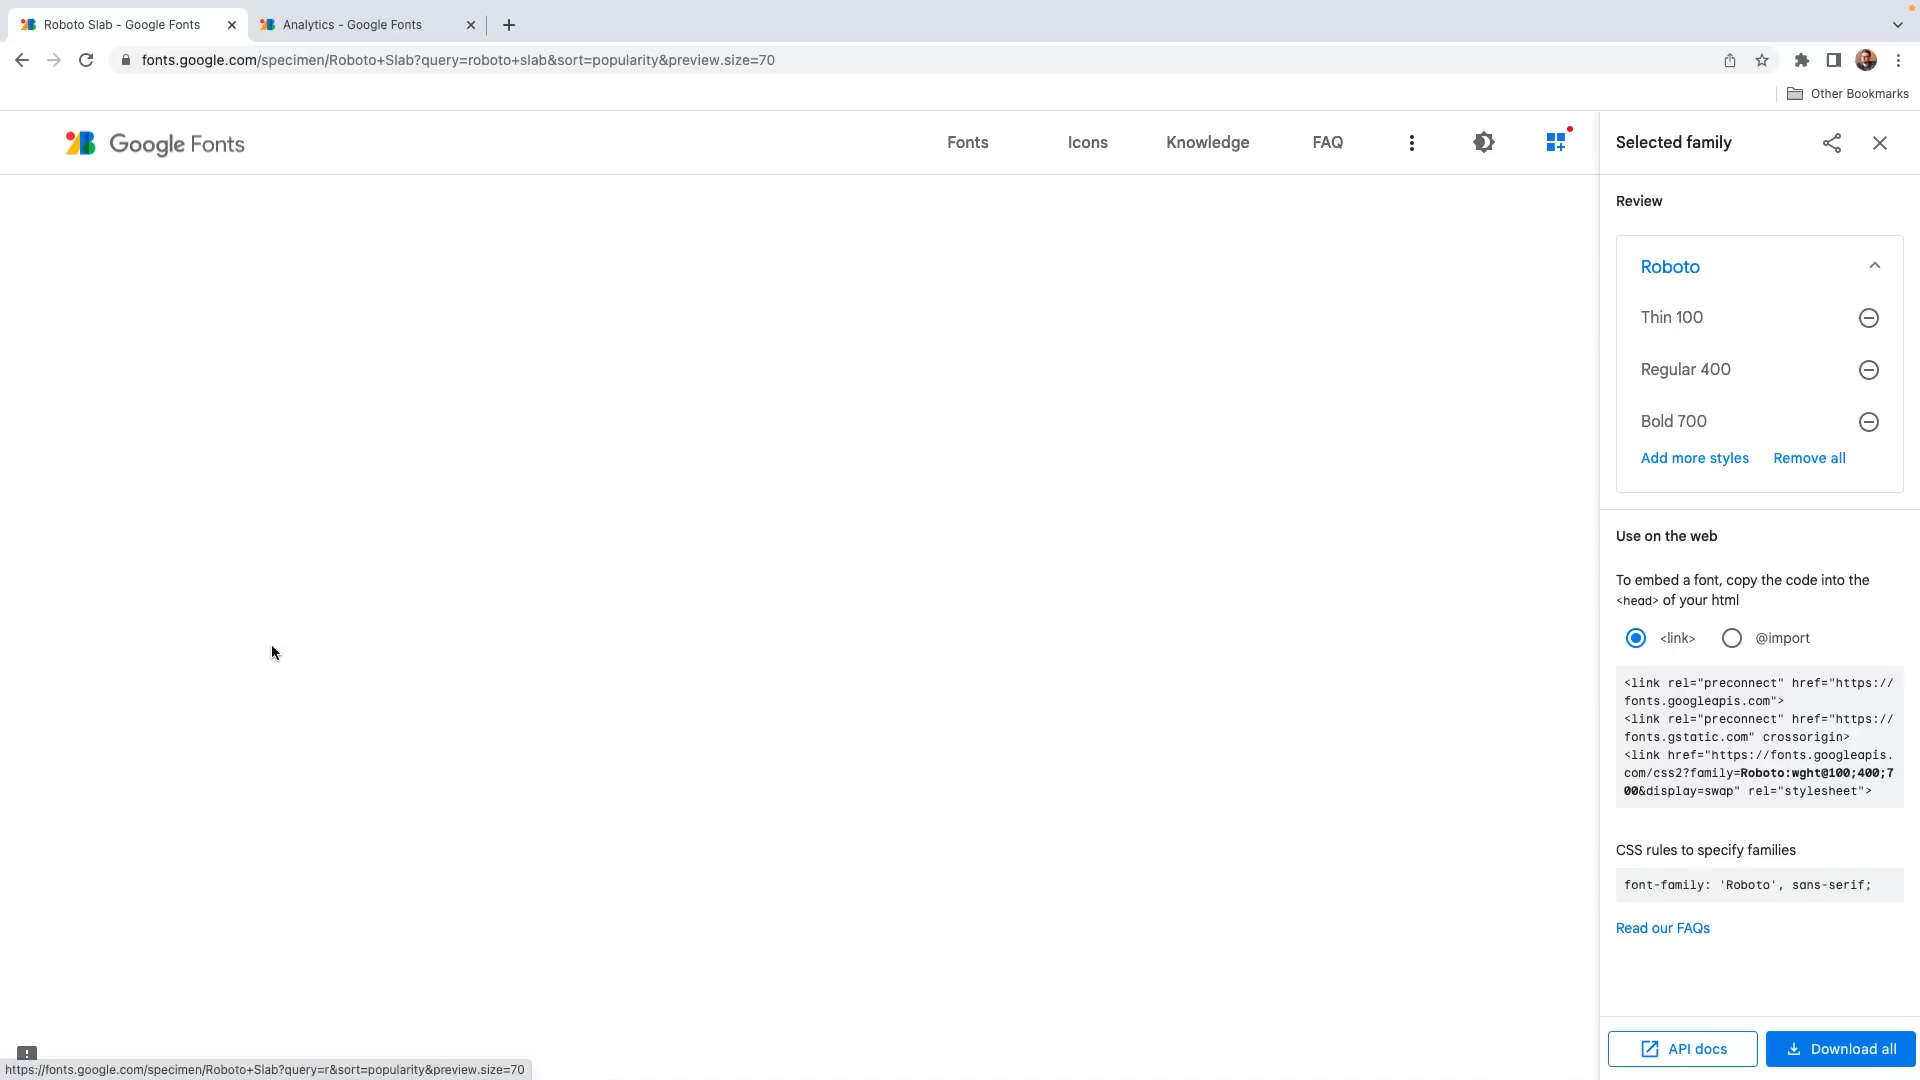 Roboto Slab - Google Fonts
Analytics - Google Fonts
fonts.google.com/specimen/Roboto+Slab?query=roboto+slab&sort=popularity&preview.size=70
Other Bookmarks
Google Fonts
Fonts
Icons
Knowledge
FAQ
Selected family
Review
Roboto
Thin 100
Regular 400
Bold 700
Add more styles
Remove all
Use on the web
To embed a font, copy the code into the
<head> of your html
<link>
@import
<link rel="preconnect" href="https://
fonts.googleapis.com">
<link rel="preconnect" href="https://
fonts.gstatic.com" crossorigin>
<link href="https://fonts.googleapis.
com/css2?family=Roboto:wght@100;400;7
00&display=swap" rel="stylesheet">
CSS rules to specify families
font-family: 'Roboto', sans-serif;
Read our FAQs
API docs
Download all
https://fonts.google.com/specimen/Roboto+Slab?query=r&sort=popularity&preview.size=70